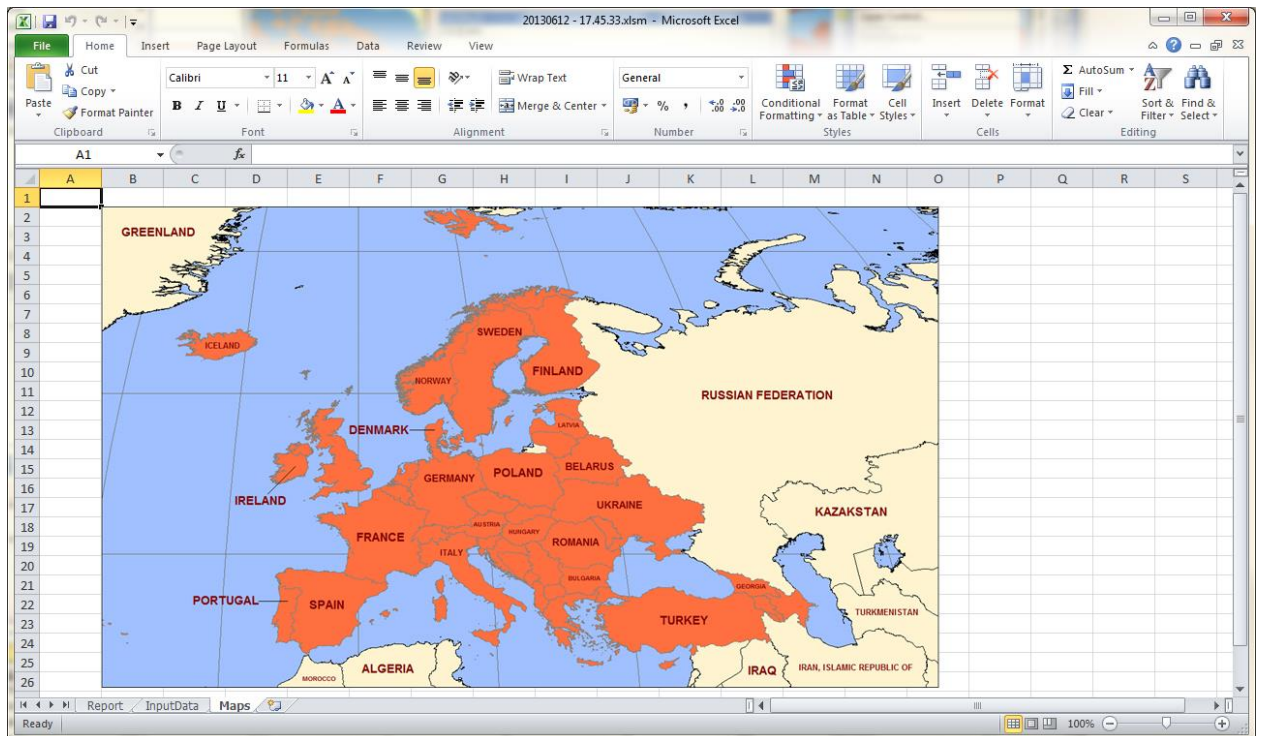 20130612 - 17.45.33.xlsm - Microsoft Excel
File Home Insert Page Layout Formulas Data Review View
Paste
Cut
Copy
Format Painter
Clipboard
Calibri 11
B I U
Font
Wrap Text
Merge & Center
Alignment
General
% ,
Number
Conditional Formatting
Format as Table
Cell Styles
Styles
Insert Delete Format
Cells
Σ AutoSum
Fill
Clear
Sort & Filter
Find & Select
Editing
A1 fx
A B C D E F G H I J K L M N O P Q R S
1
2
3
4
5
6
7
8
9
10
11
12
13
14
15
16
17
18
19
20
21
22
23
24
25
26
GREENLAND
ICELAND
SWEDEN
FINLAND
NORWAY
RUSSIAN FEDERATION
LATVIA
DENMARK
POLAND
BELARUS
GERMANY
IRELAND
UKRAINE
KAZAKSTAN
AUSTRIA
HUNGARY
FRANCE
ROMANIA
ITALY
BULGARIA
GEORGIA
PORTUGAL
SPAIN
TURKEY
TURKMENISTAN
ALGERIA
IRAQ
IRAN, ISLAMIC REPUBLIC OF
MOROCCO
Report InputData Maps
Ready 100%